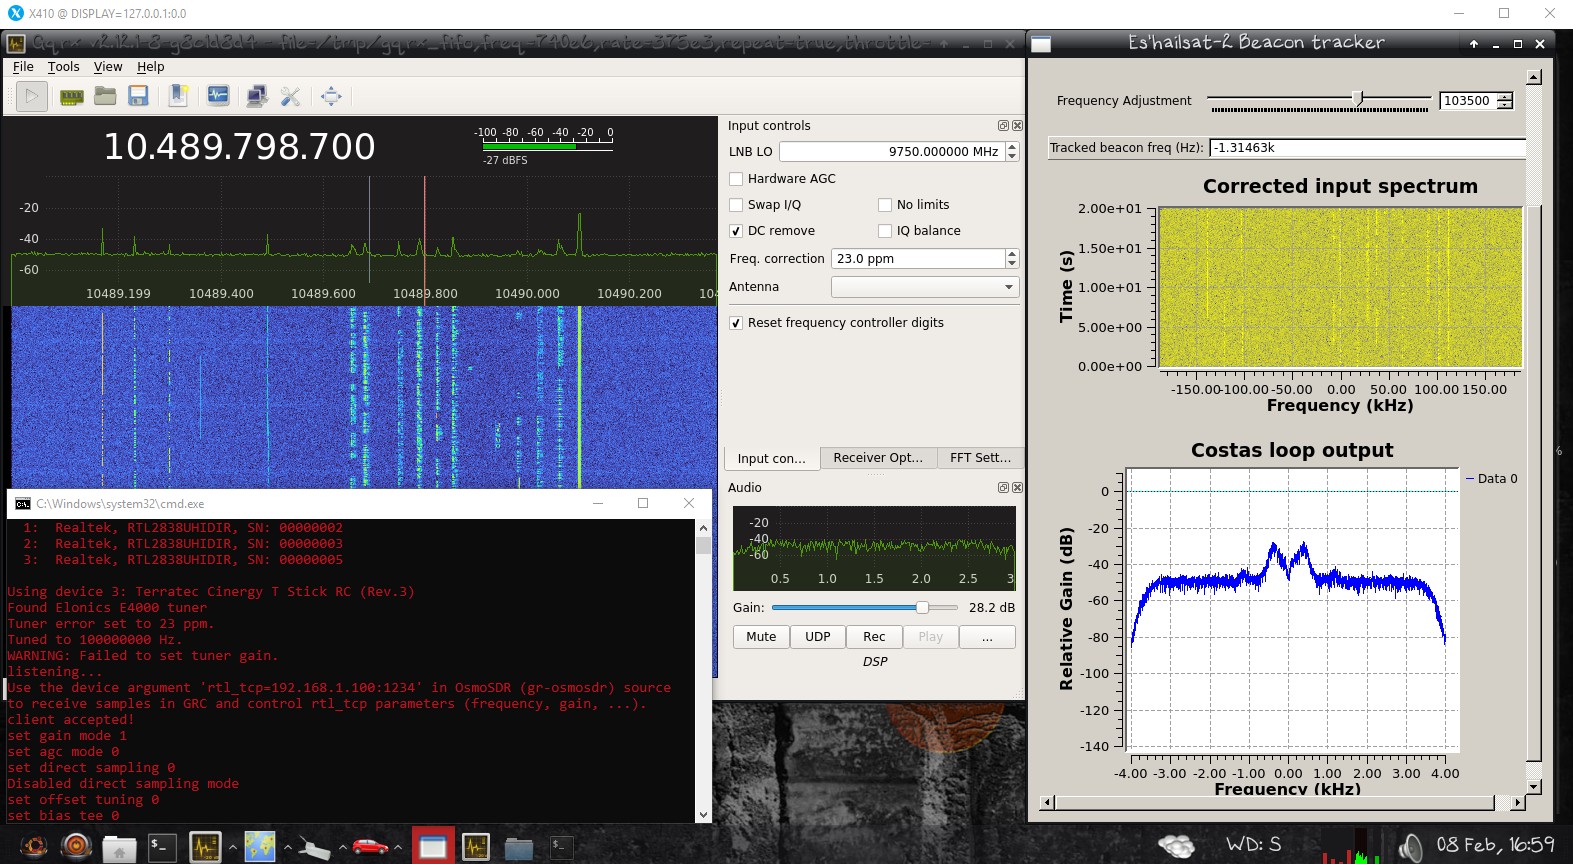 X410 @ DISPLAY=127.0.0.1:0.0
Gqrx v2.12.1-8-g3c1d8d4 - file=/tmp/gqrx_fifo,freq=740e6,rate=375e3,repeat=true,throttle=
File Tools View Help
10.489.798.700
-100 -80 -60 -40 -20 0
-27 dBFS
-20
-40
-60
10489.199 10489.400 10489.600 10489.800 10490.000 10490.200
Input controls
LNB LO 9750.000000 MHz
Hardware AGC
Swap I/Q No limits
DC remove IQ balance
Freq. correction 23.0 ppm
Antenna
Reset frequency controller digits
Input con... Receiver Opt... FFT Sett...
Audio
-20
-40
-60
0.5 1.0 1.5 2.0 2.5 3
Gain: 28.2 dB
Mute UDP Rec Play ...
DSP
C:\Windows\system32\cmd.exe
1: Realtek, RTL2838UHIDIR, SN: 00000002
2: Realtek, RTL2838UHIDIR, SN: 00000003
3: Realtek, RTL2838UHIDIR, SN: 00000005
Using device 3: Terratec Cinergy T Stick RC (Rev.3)
Found Elonics E4000 tuner
Tuner error set to 23 ppm.
Tuned to 100000000 Hz.
WARNING: Failed to set tuner gain.
listening...
Use the device argument 'rtl_tcp=192.168.1.100:1234' in OsmoSDR (gr-osmosdr) source
to receive samples in GRC and control rtl_tcp parameters (frequency, gain, ...).
client accepted!
set gain mode 1
set agc mode 0
set direct sampling 0
Disabled direct sampling mode
set offset tuning 0
set bias tee 0
Es'hailsat-2 Beacon tracker
Frequency Adjustment 103500
Tracked beacon freq (Hz): -1.31463k
Corrected input spectrum
2.00e+01
1.50e+01
1.00e+01
5.00e+00
0.00e+00
Time (s)
-150.00 -100.00 -50.00 0.00 50.00 100.00 150.00
Frequency (kHz)
Costas loop output
Data 0
0
-20
-40
-60
-80
-100
-120
-140
Relative Gain (dB)
-4.00 -3.00 -2.00 -1.00 0.00 1.00 2.00 3.00 4.00
Frequency (kHz)
%
WD: S
08 Feb, 16:59